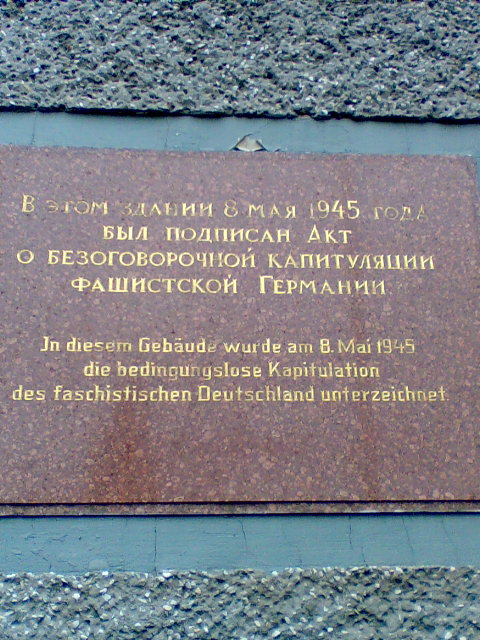 В ЭТОМ ЗДАНИИ 8 МАЯ 1945 ГОДА
БЫЛ ПОДПИСАН АКТ
О БЕЗОГОВОРОЧНОЙ КАПИТУЛЯЦИИ
ФАШИСТСКОЙ ГЕРМАНИИ
In diesem Gebäude wurde am 8. Mai 1945
die bedingungslose Kapitulation
des faschistischen Deutschland unterzeichnet